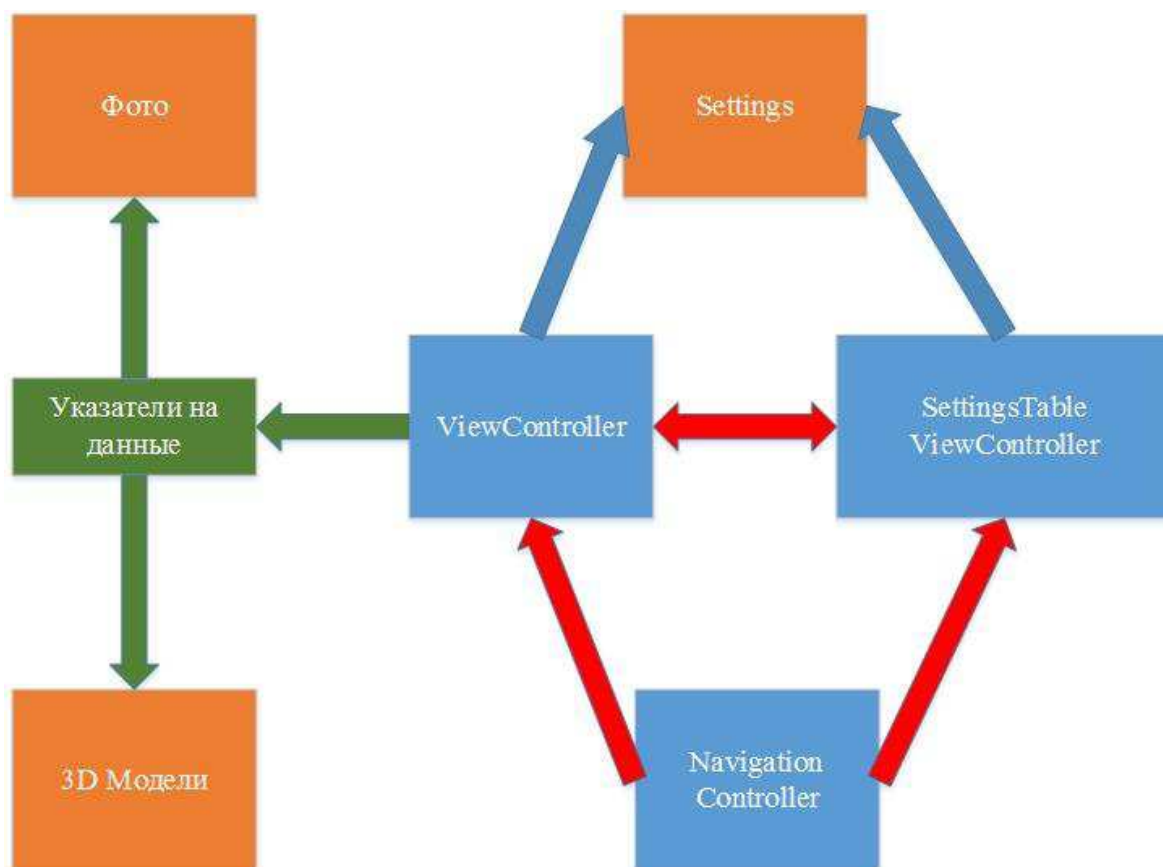 Фото
Settings
Указатели на
данные
ViewController
SettingsTable
ViewController
3D Модели
Navigation
Controller